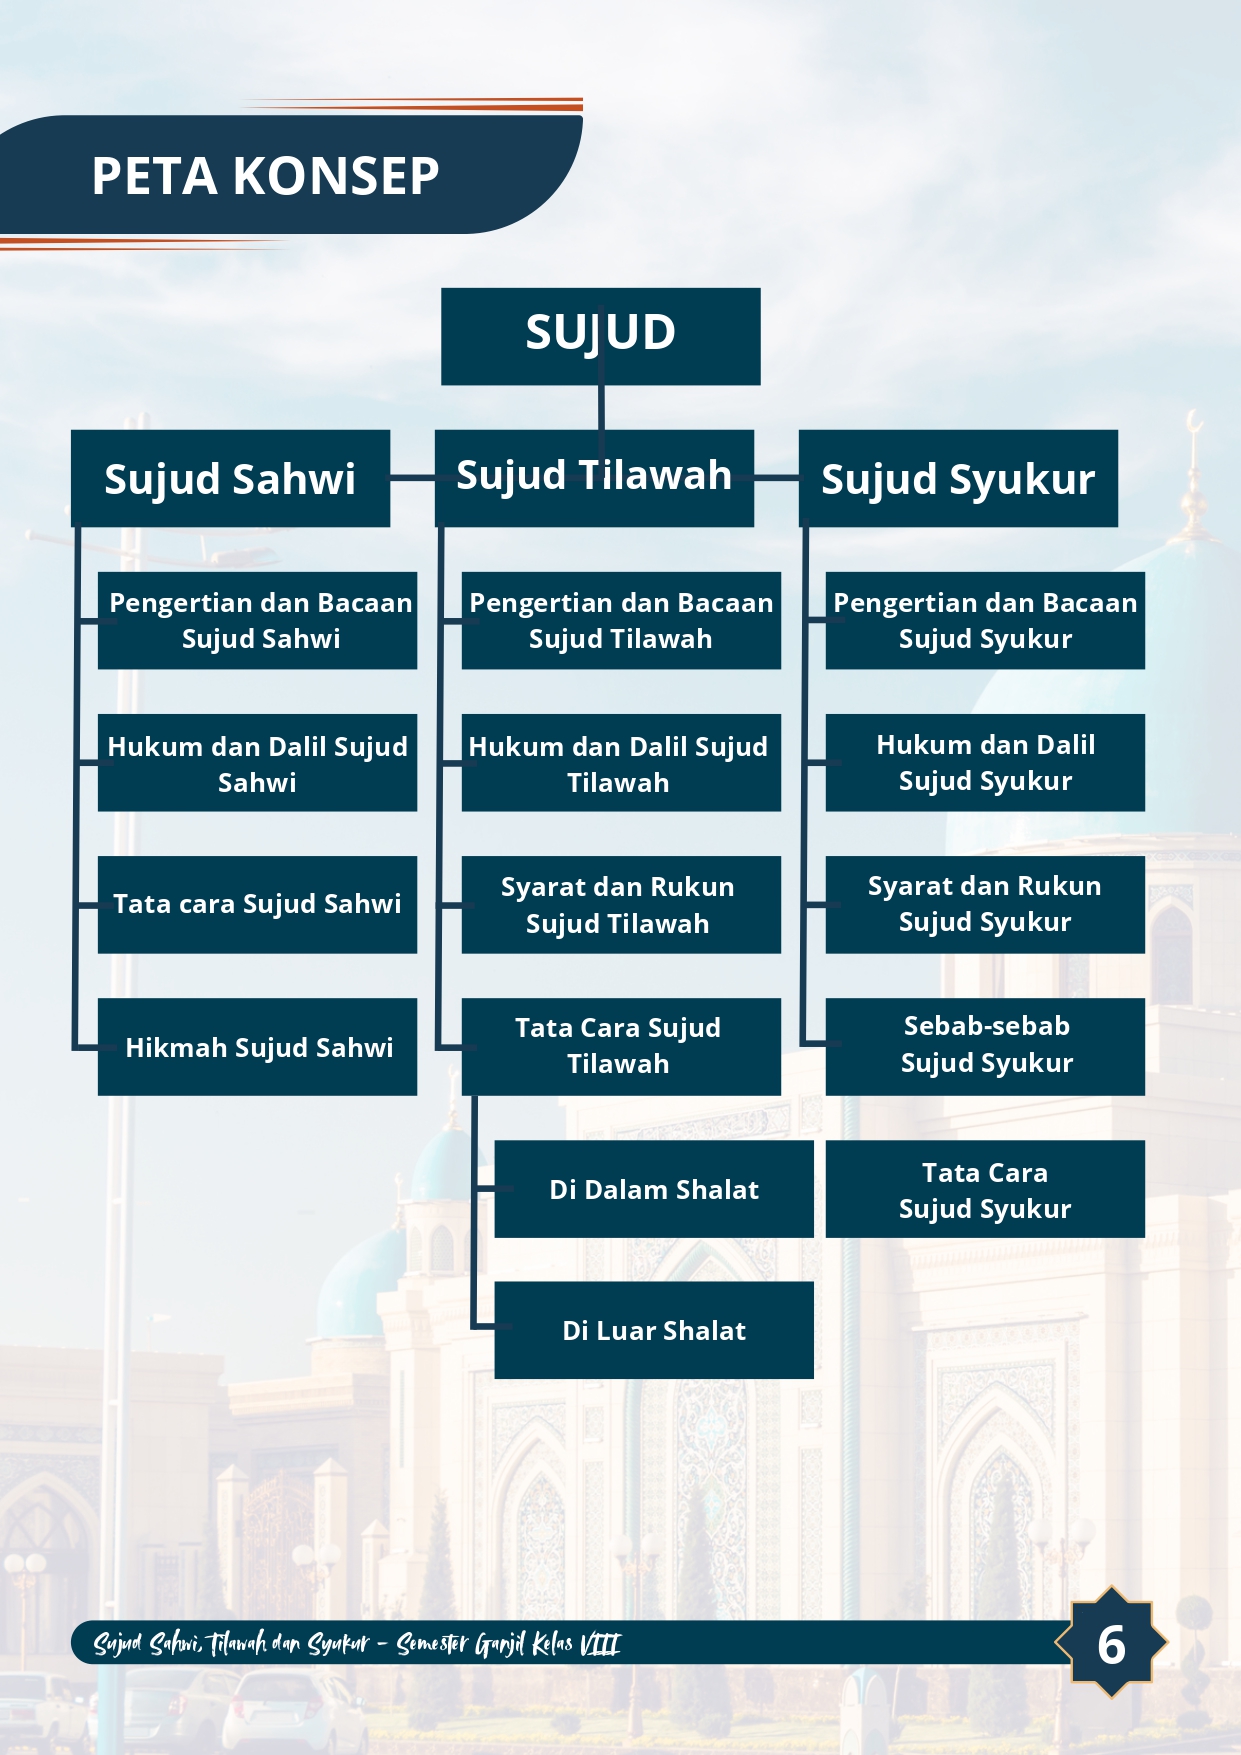 PETA KONSEP
SUJUD
Sujud Sahwi
Sujud Tilawah
Sujud Syukur
Pengertian dan Bacaan
Sujud Sahwi
Hukum dan Dalil Sujud
Sahwi
Tata cara Sujud Sahwi
Hikmah Sujud Sahwi
Pengertian dan Bacaan
Sujud Tilawah
Hukum dan Dalil Sujud
Tilawah
Syarat dan Rukun
Sujud Tilawah
Tata Cara Sujud
Tilawah
Di Dalam Shalat
Di Luar Shalat
Pengertian dan Bacaan
Sujud Syukur
Hukum dan Dalil
Sujud Syukur
Syarat dan Rukun
Sujud Syukur
Sebab-sebab
Sujud Syukur
Tata Cara
Sujud Syukur
Sujud Sahwi, Tilawah dan Syukur - Semester Ganjil Kelas VIII
6